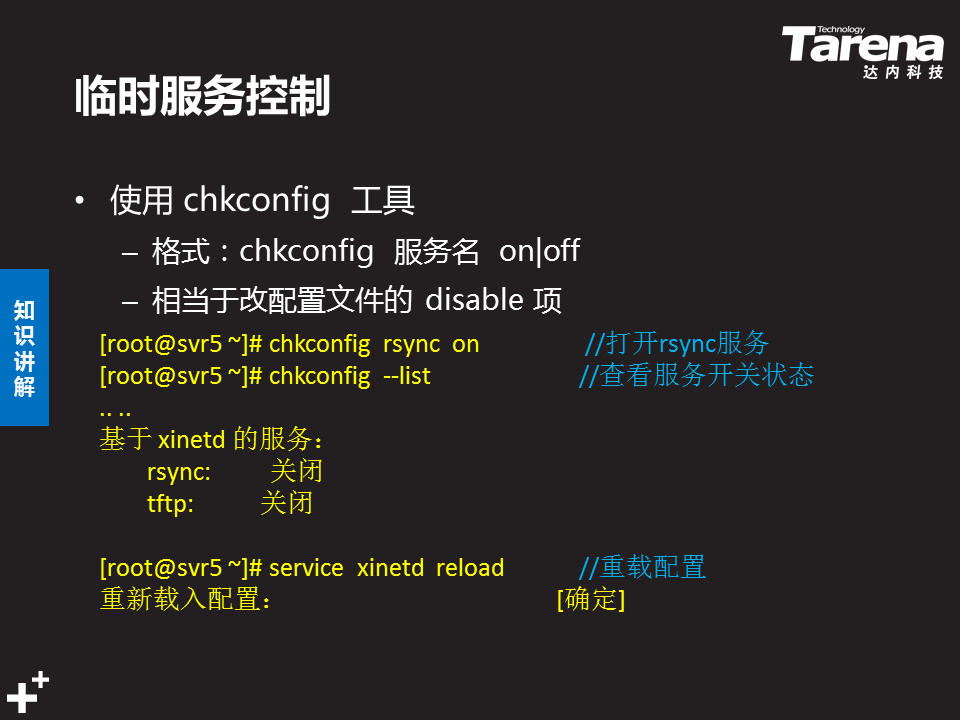 Technology
Tarena
达内科技
临时服务控制
• 使用 chkconfig 工具
– 格式：chkconfig 服务名 on|off
– 相当于改配置文件的 disable 项
知识讲解
[root@svr5 ~]# chkconfig rsync on //打开rsync服务
[root@svr5 ~]# chkconfig --list //查看服务开关状态
.. ..
基于 xinetd 的服务：
rsync: 关闭
tftp: 关闭
[root@svr5 ~]# service xinetd reload //重载配置
重新载入配置： [确定]